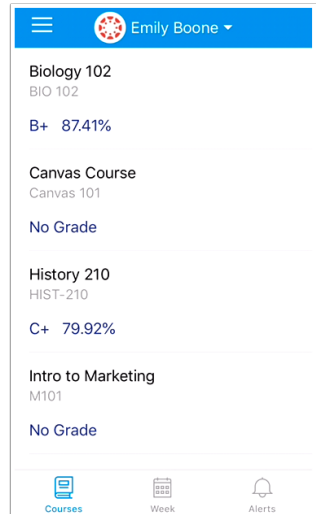 Emily Boone
Biology 102
BIO 102
B+ 87.41%
Canvas Course
Canvas 101
No Grade
History 210
HIST-210
C+ 79.92%
Intro to Marketing
M101
No Grade
Courses Week Alerts